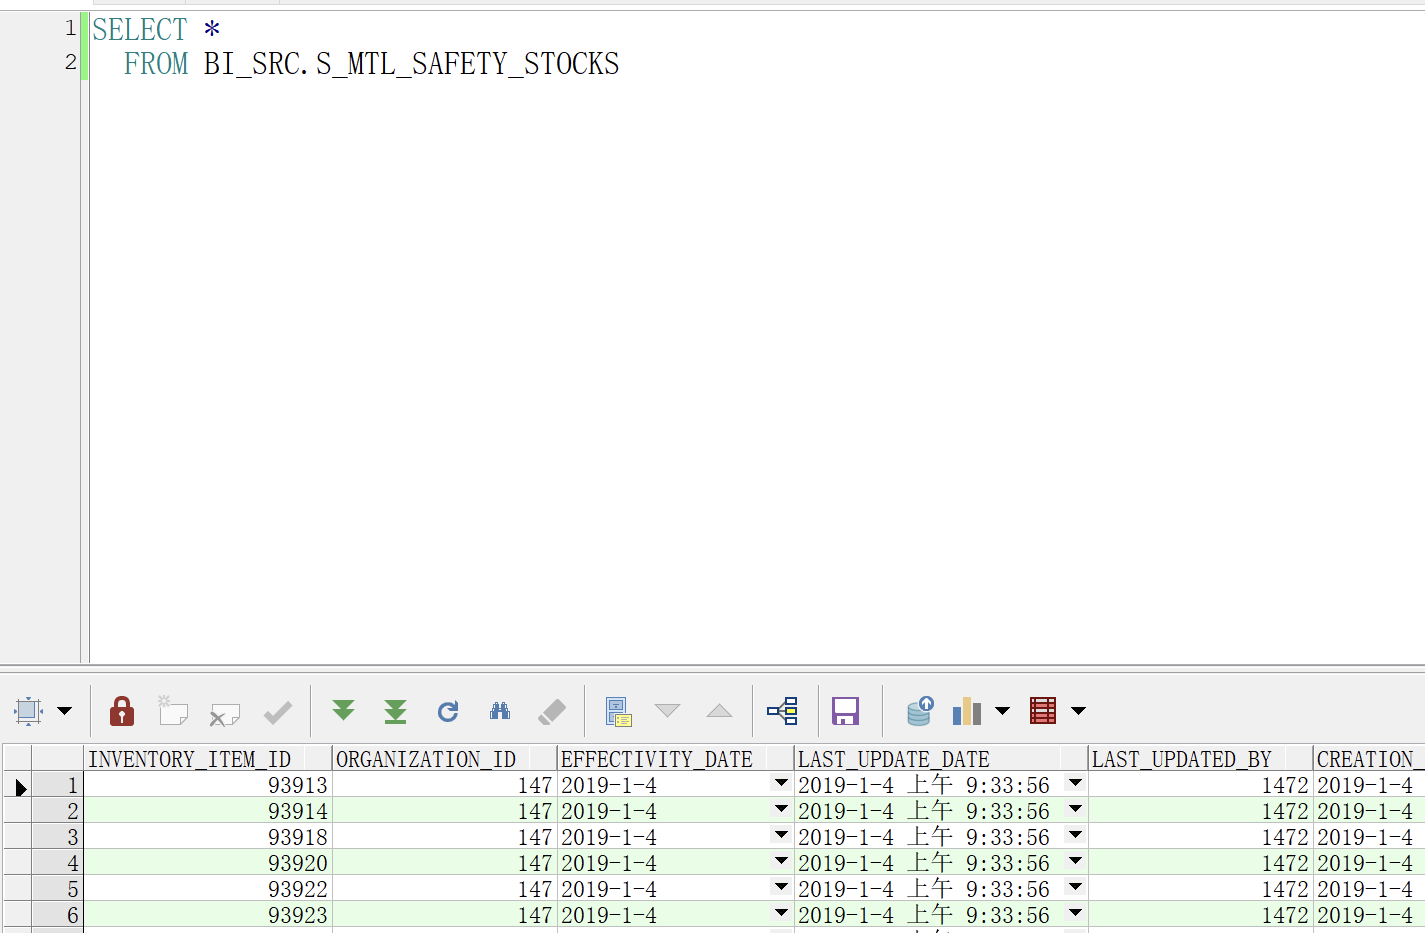 1 SELECT *
2 FROM BI_SRC.S_MTL_SAFETY_STOCKS
INVENTORY_ITEM_ID ORGANIZATION_ID EFFECTIVITY_DATE LAST_UPDATE_DATE LAST_UPDATED_BY CREATION_
1 93913 147 2019-1-4 2019-1-4 上午 9:33:56 1472 2019-1-4
2 93914 147 2019-1-4 2019-1-4 上午 9:33:56 1472 2019-1-4
3 93918 147 2019-1-4 2019-1-4 上午 9:33:56 1472 2019-1-4
4 93920 147 2019-1-4 2019-1-4 上午 9:33:56 1472 2019-1-4
5 93922 147 2019-1-4 2019-1-4 上午 9:33:56 1472 2019-1-4
6 93923 147 2019-1-4 2019-1-4 上午 9:33:56 1472 2019-1-4